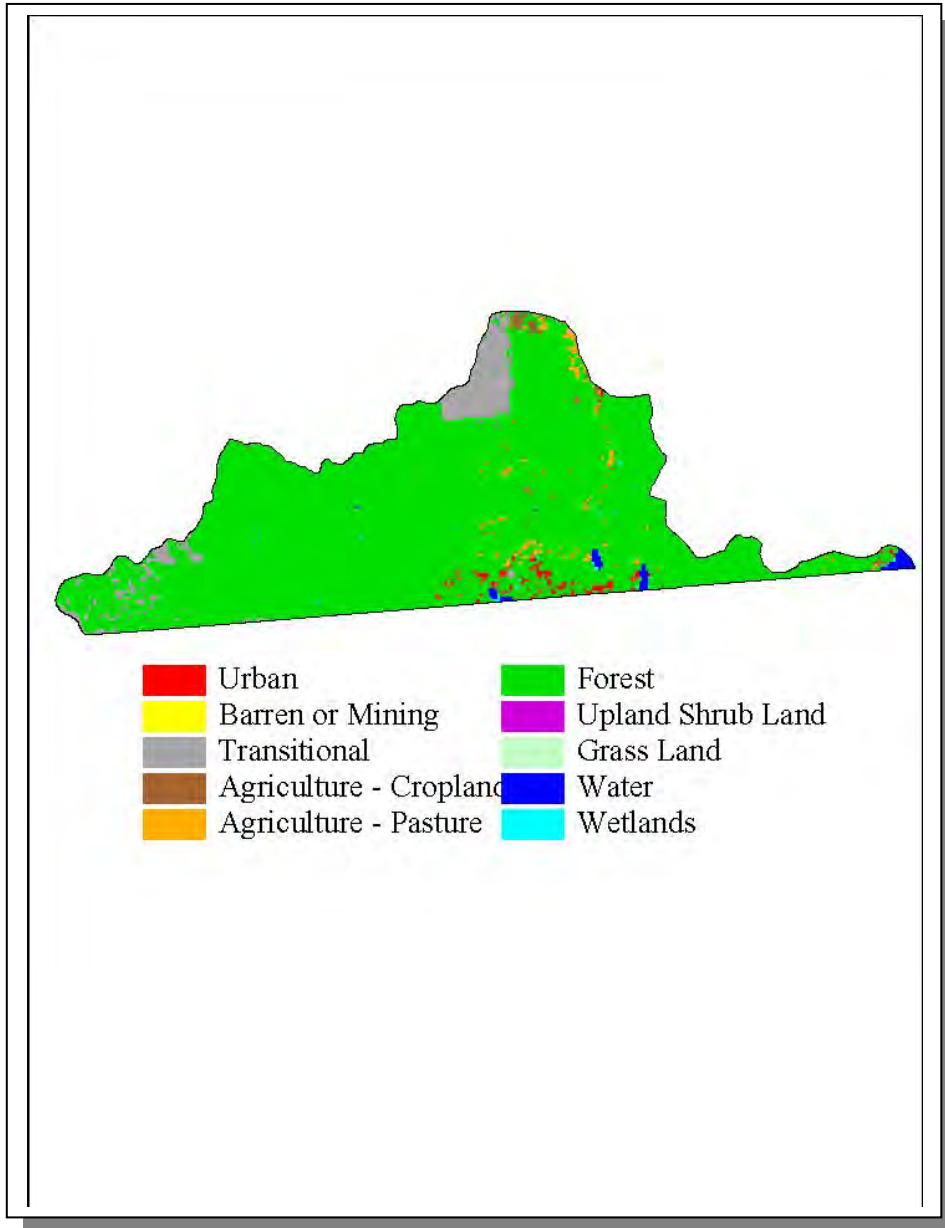 Urban
Barren or Mining
Transitional
Agriculture - Cropland
Agriculture - Pasture
Forest
Upland Shrub Land
Grass Land
Water
Wetlands